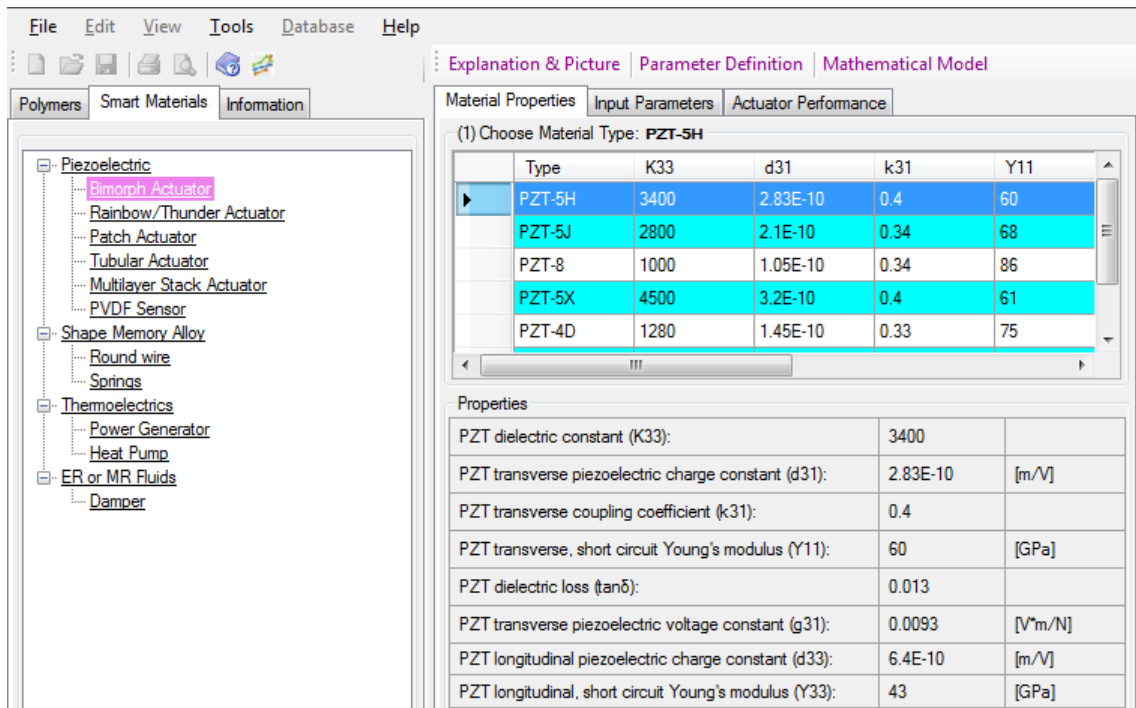 File Edit View Tools Database Help
Explanation & Picture Parameter Definition Mathematical Model
Polymers Smart Materials Information
Piezoelectric
Bimorph Actuator
Rainbow/Thunder Actuator
Patch Actuator
Tubular Actuator
Multilayer Stack Actuator
PVDF Sensor
Shape Memory Alloy
Round wire
Springs
Thermoelectrics
Power Generator
Heat Pump
ER or MR Fluids
Damper
Material Properties Input Parameters Actuator Performance
(1) Choose Material Type: PZT-5H
Type K33 d31 k31 Y11
PZT-5H 3400 2.83E-10 0.4 60
PZT-5J 2800 2.1E-10 0.34 68
PZT-8 1000 1.05E-10 0.34 86
PZT-5X 4500 3.2E-10 0.4 61
PZT-4D 1280 1.45E-10 0.33 75
Properties
PZT dielectric constant (K33): 3400
PZT transverse piezoelectric charge constant (d31): 2.83E-10 [m/V]
PZT transverse coupling coefficient (k31): 0.4
PZT transverse, short circuit Young's modulus (Y11): 60 [GPa]
PZT dielectric loss (tanδ): 0.013
PZT transverse piezoelectric voltage constant (g31): 0.0093 [V*m/N]
PZT longitudinal piezoelectric charge constant (d33): 6.4E-10 [m/V]
PZT longitudinal, short circuit Young's modulus (Y33): 43 [GPa]